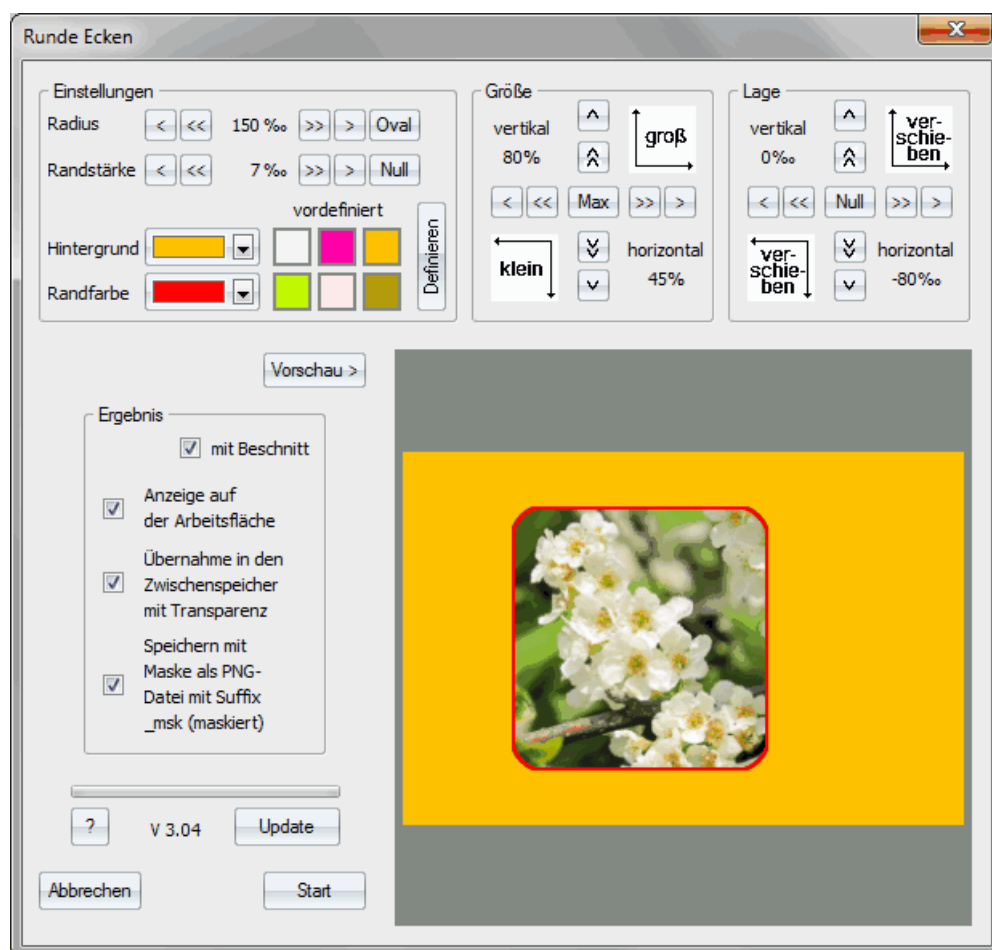 Runde Ecken
Einstellungen
Radius < << 150 ‰ >> > Oval
Randstärke < << 7 ‰ >> > Null
vordefiniert
Hintergrund
Randfarbe
Definieren
Größe
vertikal
80%
groß
< << Max >> >
klein
horizontal
45%
Lage
vertikal
0‰
ver-
schie-
ben
< << Null >> >
ver-
schie-
ben
horizontal
-80‰
Vorschau >
Ergebnis
mit Beschnitt
Anzeige auf
der Arbeitsfläche
Übernahme in den
Zwischenspeicher
mit Transparenz
Speichern mit
Maske als PNG-
Datei mit Suffix
_msk (maskiert)
? V 3.04 Update
Abbrechen Start